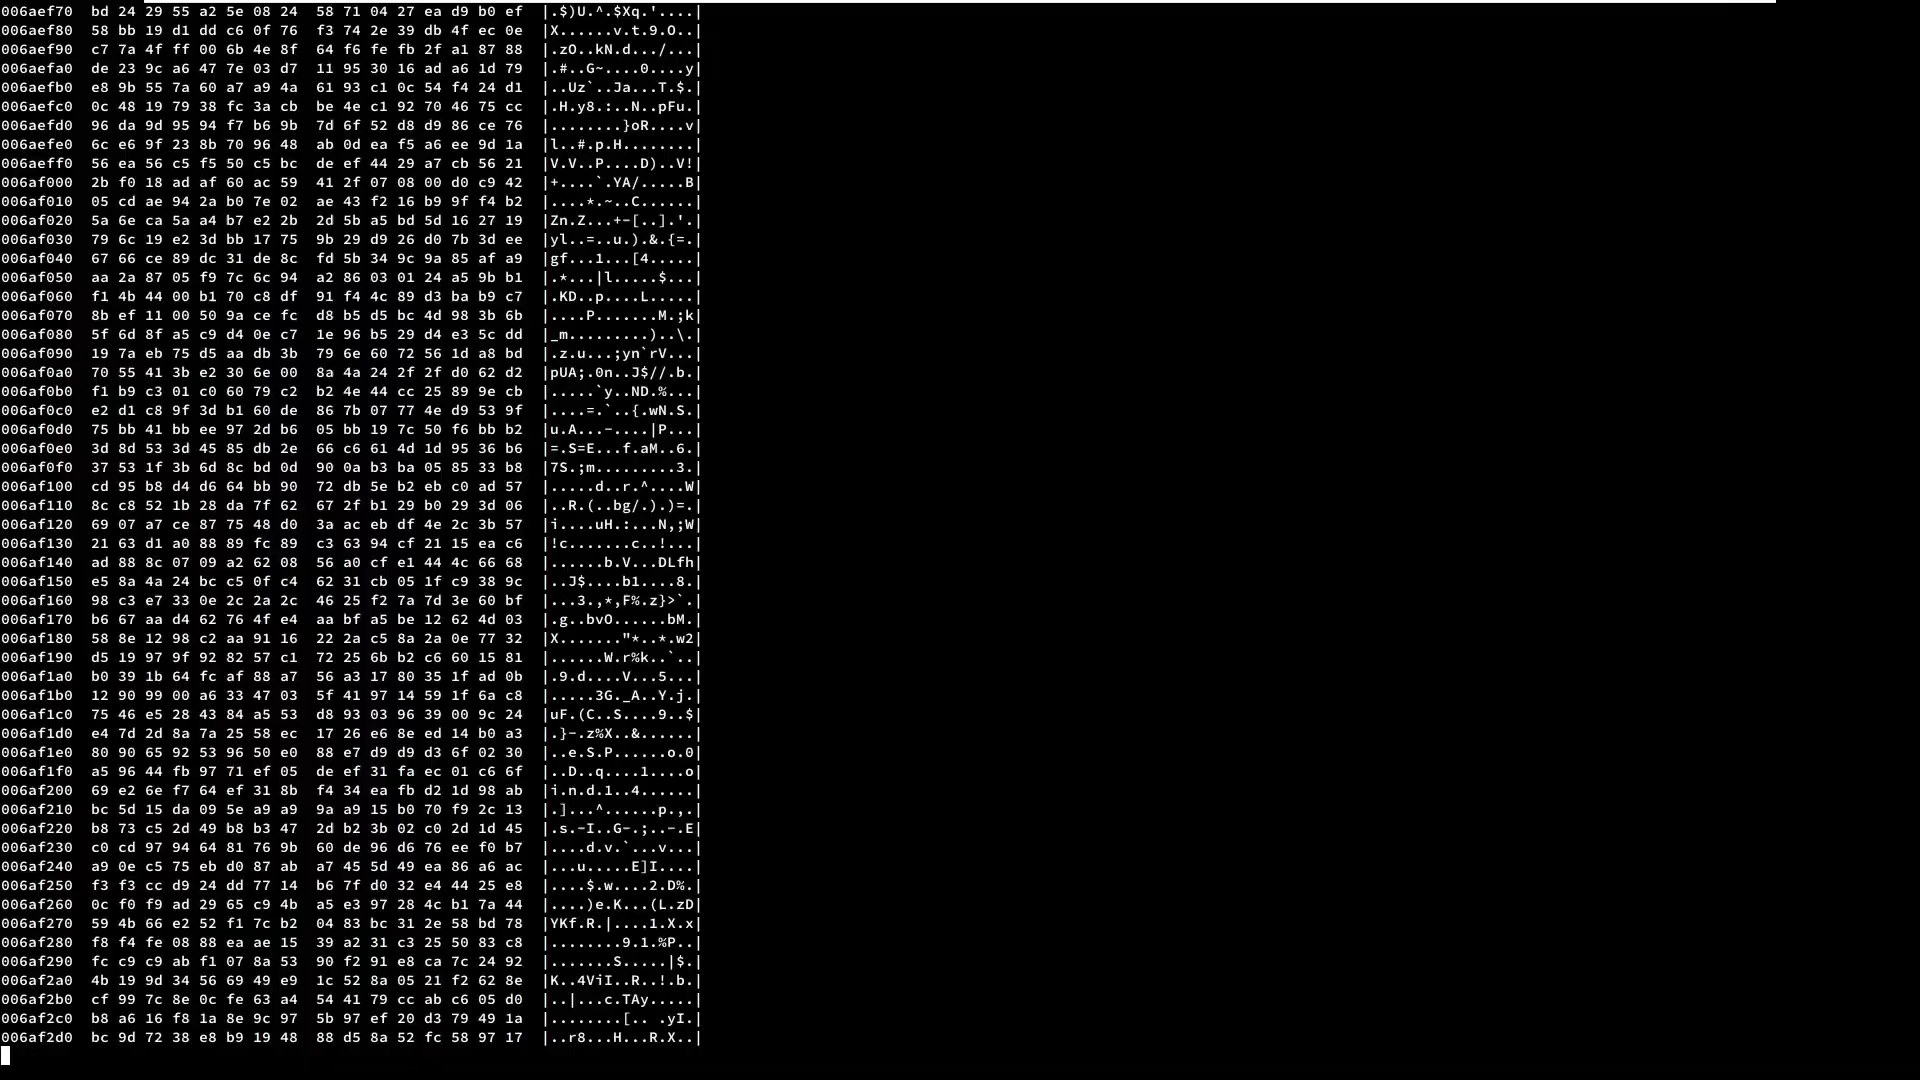 006aef70  bd 24 29 55 a2 5e 08 24  58 71 04 27 ea d9 b0 ef  |.$)U.^.$Xq.'....|
006aef80  58 bb 19 d1 dd c6 0f 76  f3 74 2e 39 db 4f ec 0e  |X......v.t.9.O..|
006aef90  c7 7a 4f ff 00 6b 4e 8f  64 f6 fe fb 2f a1 87 88  |.zO..kN.d.../...|
006aefa0  de 23 9c a6 47 7e 03 d7  11 95 30 16 ad a6 1d 79  |.#..G~....0....y|
006aefb0  e8 9b 55 7a 60 a7 a9 4a  61 93 c1 0c 54 f4 24 d1  |..Uz`..Ja...T.$.|
006aefc0  0c 48 19 79 38 fc 3a cb  be 4e c1 92 70 46 75 cc  |.H.y8.:..N..pFu.|
006aefd0  96 da 9d 95 94 f7 b6 9b  7d 6f 52 d8 d9 86 ce 76  |........}oR....v|
006aefe0  6c e6 9f 23 8b 70 96 48  ab 0d ea f5 a6 ee 9d 1a  |l..#.p.H........|
006aeff0  56 ea 56 c5 f5 50 c5 bc  de ef 44 29 a7 cb 56 21  |V.V..P....D)..V!|
006af000  2b f0 18 ad af 60 ac 59  41 2f 07 08 00 d0 c9 42  |+....`.YA/.....B|
006af010  05 cd ae 94 2a b0 7e 02  ae 43 f2 16 b9 9f f4 b2  |....*.~..C......|
006af020  5a 6e ca 5a a4 b7 e2 2b  2d 5b a5 bd 5d 16 27 19  |Zn.Z...+-[..].'.|
006af030  79 6c 19 e2 3d bb 17 75  9b 29 d9 26 d0 7b 3d ee  |yl..=..u.).&.{=.|
006af040  67 66 ce 89 dc 31 de 8c  fd 5b 34 9c 9a 85 af a9  |gf...1...[4.....|
006af050  aa 2a 87 05 f9 7c 6c 94  a2 86 03 01 24 a5 9b b1  |.*...|l.....$...|
006af060  f1 4b 44 00 b1 70 c8 df  91 f4 4c 89 d3 ba b9 c7  |.KD..p....L.....|
006af070  8b ef 11 00 50 9a ce fc  d8 b5 d5 bc 4d 98 3b 6b  |....P.......M.;k|
006af080  5f 6d 8f a5 c9 d4 0e c7  1e 96 b5 29 d4 e3 5c dd  |_m.........)..\.|
006af090  19 7a eb 75 d5 aa db 3b  79 6e 60 72 56 1d a8 bd  |.z.u...;yn`rV...|
006af0a0  70 55 41 3b e2 30 6e 00  8a 4a 24 2f 2f d0 62 d2  |pUA;.0n..J$//.b.|
006af0b0  f1 b9 c3 01 c0 60 79 c2  b2 4e 44 cc 25 89 9e cb  |.....`y..ND.%...|
006af0c0  e2 d1 c8 9f 3d b1 60 de  86 7b 07 77 4e d9 53 9f  |....=.`..{.wN.S.|
006af0d0  75 bb 41 bb ee 97 2d b6  05 bb 19 7c 50 f6 bb b2  |u.A...-....|P...|
006af0e0  3d 8d 53 3d 45 85 db 2e  66 c6 61 4d 1d 95 36 b6  |=.S=E...f.aM..6.|
006af0f0  37 53 1f 3b 6d 8c bd 0d  90 0a b3 ba 05 85 33 b8  |7S.;m.........3.|
006af100  cd 95 b8 d4 d6 64 bb 90  72 db 5e b2 eb c0 ad 57  |.....d..r.^....W|
006af110  8c c8 52 1b 28 da 7f 62  67 2f b1 29 b0 29 3d 06  |..R.(..bg/.).)=.|
006af120  69 07 a7 ce 87 75 48 d0  3a ac eb df 4e 2c 3b 57  |i....uH.:...N,;W|
006af130  21 63 d1 a0 88 89 fc 89  c3 63 94 cf 21 15 ea c6  |!c.......c..!...|
006af140  ad 88 8c 07 09 a2 62 08  56 a0 cf e1 44 4c 66 68  |......b.V...DLfh|
006af150  e5 8a 4a 24 bc c5 0f c4  62 31 cb 05 1f c9 38 9c  |..J$....b1....8.|
006af160  98 c3 e7 33 0e 2c 2a 2c  46 25 f2 7a 7d 3e 60 bf  |...3.,*,F%.z}>`.|
006af170  b6 67 aa d4 62 76 4f e4  aa bf a5 be 12 62 4d 03  |.g..bvO......bM.|
006af180  58 8e 12 98 c2 aa 91 16  22 2a c5 8a 2a 0e 77 32  |X......."*..*.w2|
006af190  d5 19 97 9f 92 82 57 c1  72 25 6b b2 c6 60 15 81  |......W.r%k..`..|
006af1a0  b0 39 1b 64 fc af 88 a7  56 a3 17 80 35 1f ad 0b  |.9.d....V...5...|
006af1b0  12 90 99 00 a6 33 47 03  5f 41 97 14 59 1f 6a c8  |.....3G._A..Y.j.|
006af1c0  75 46 e5 28 43 84 a5 53  d8 93 03 96 39 00 9c 24  |uF.(C..S....9..$|
006af1d0  e4 7d 2d 8a 7a 25 58 ec  17 26 e6 8e ed 14 b0 a3  |.}-.z%X..&......|
006af1e0  80 90 65 92 53 96 50 e0  88 e7 d9 d9 d3 6f 02 30  |..e.S.P......o.0|
006af1f0  a5 96 44 fb 97 71 ef 05  de ef 31 fa ec 01 c6 6f  |..D..q....1....o|
006af200  69 e2 6e f7 64 ef 31 8b  f4 34 ea fb d2 1d 98 ab  |i.n.d.1..4......|
006af210  bc 5d 15 da 09 5e a9 a9  9a a9 15 b0 70 f9 2c 13  |.]...^......p.,.|
006af220  b8 73 c5 2d 49 b8 b3 47  2d b2 3b 02 c0 2d 1d 45  |.s.-I..G-.;..-.E|
006af230  c0 cd 97 94 64 81 76 9b  60 de 96 d6 76 ee f0 b7  |....d.v.`...v...|
006af240  a9 0e c5 75 eb d0 87 ab  a7 45 5d 49 ea 86 a6 ac  |...u.....E]I....|
006af250  f3 f3 cc d9 24 dd 77 14  b6 7f d0 32 e4 44 25 e8  |....$.w....2.D%.|
006af260  0c f0 f9 ad 29 65 c9 4b  a5 e3 97 28 4c b1 7a 44  |....)e.K...(L.zD|
006af270  59 4b 66 e2 52 f1 7c b2  04 83 bc 31 2e 58 bd 78  |YKf.R.|....1.X.x|
006af280  f8 f4 fe 08 88 ea ae 15  39 a2 31 c3 25 50 83 c8  |........9.1.%P..|
006af290  fc c9 c9 ab f1 07 8a 53  90 f2 91 e8 ca 7c 24 92  |.......S.....|$.|
006af2a0  4b 19 9d 34 56 69 49 e9  1c 52 8a 05 21 f2 62 8e  |K..4ViI..R..!.b.|
006af2b0  cf 99 7c 8e 0c fe 63 a4  54 41 79 cc ab c6 05 d0  |..|...c.TAy.....|
006af2c0  b8 a6 16 f8 1a 8e 9c 97  5b 97 ef 20 d3 79 49 1a  |........[.. .yI.|
006af2d0  bc 9d 72 38 e8 b9 19 48  88 d5 8a 52 fc 58 97 17  |..r8...H...R.X..|